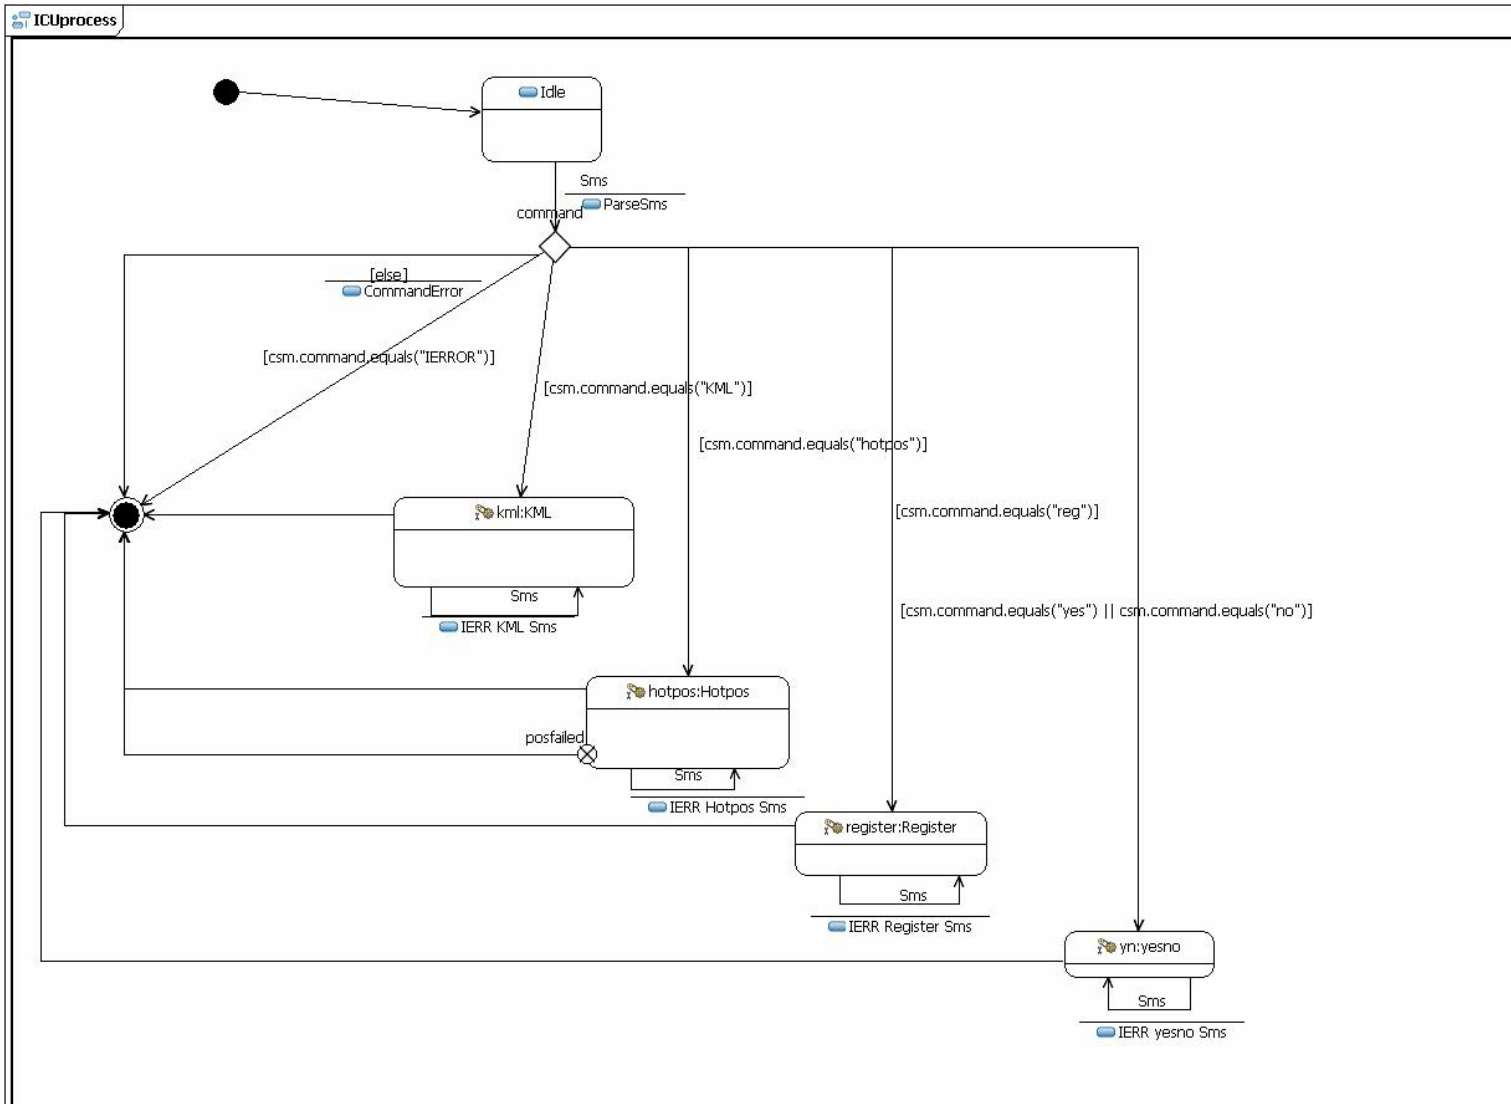 ICUprocess
Idle
Sms
ParseSms
command
[else]
CommandError
[csm.command.equals("IERROR")]
[csm.command.equals("KML")]
[csm.command.equals("hotpos")]
[csm.command.equals("reg")]
[csm.command.equals("yes") || csm.command.equals("no")]
kml:KML
Sms
IERR KML Sms
hotpos:Hotpos
posfailed
Sms
IERR Hotpos Sms
register:Register
Sms
IERR Register Sms
yn:yesno
Sms
IERR yesno Sms